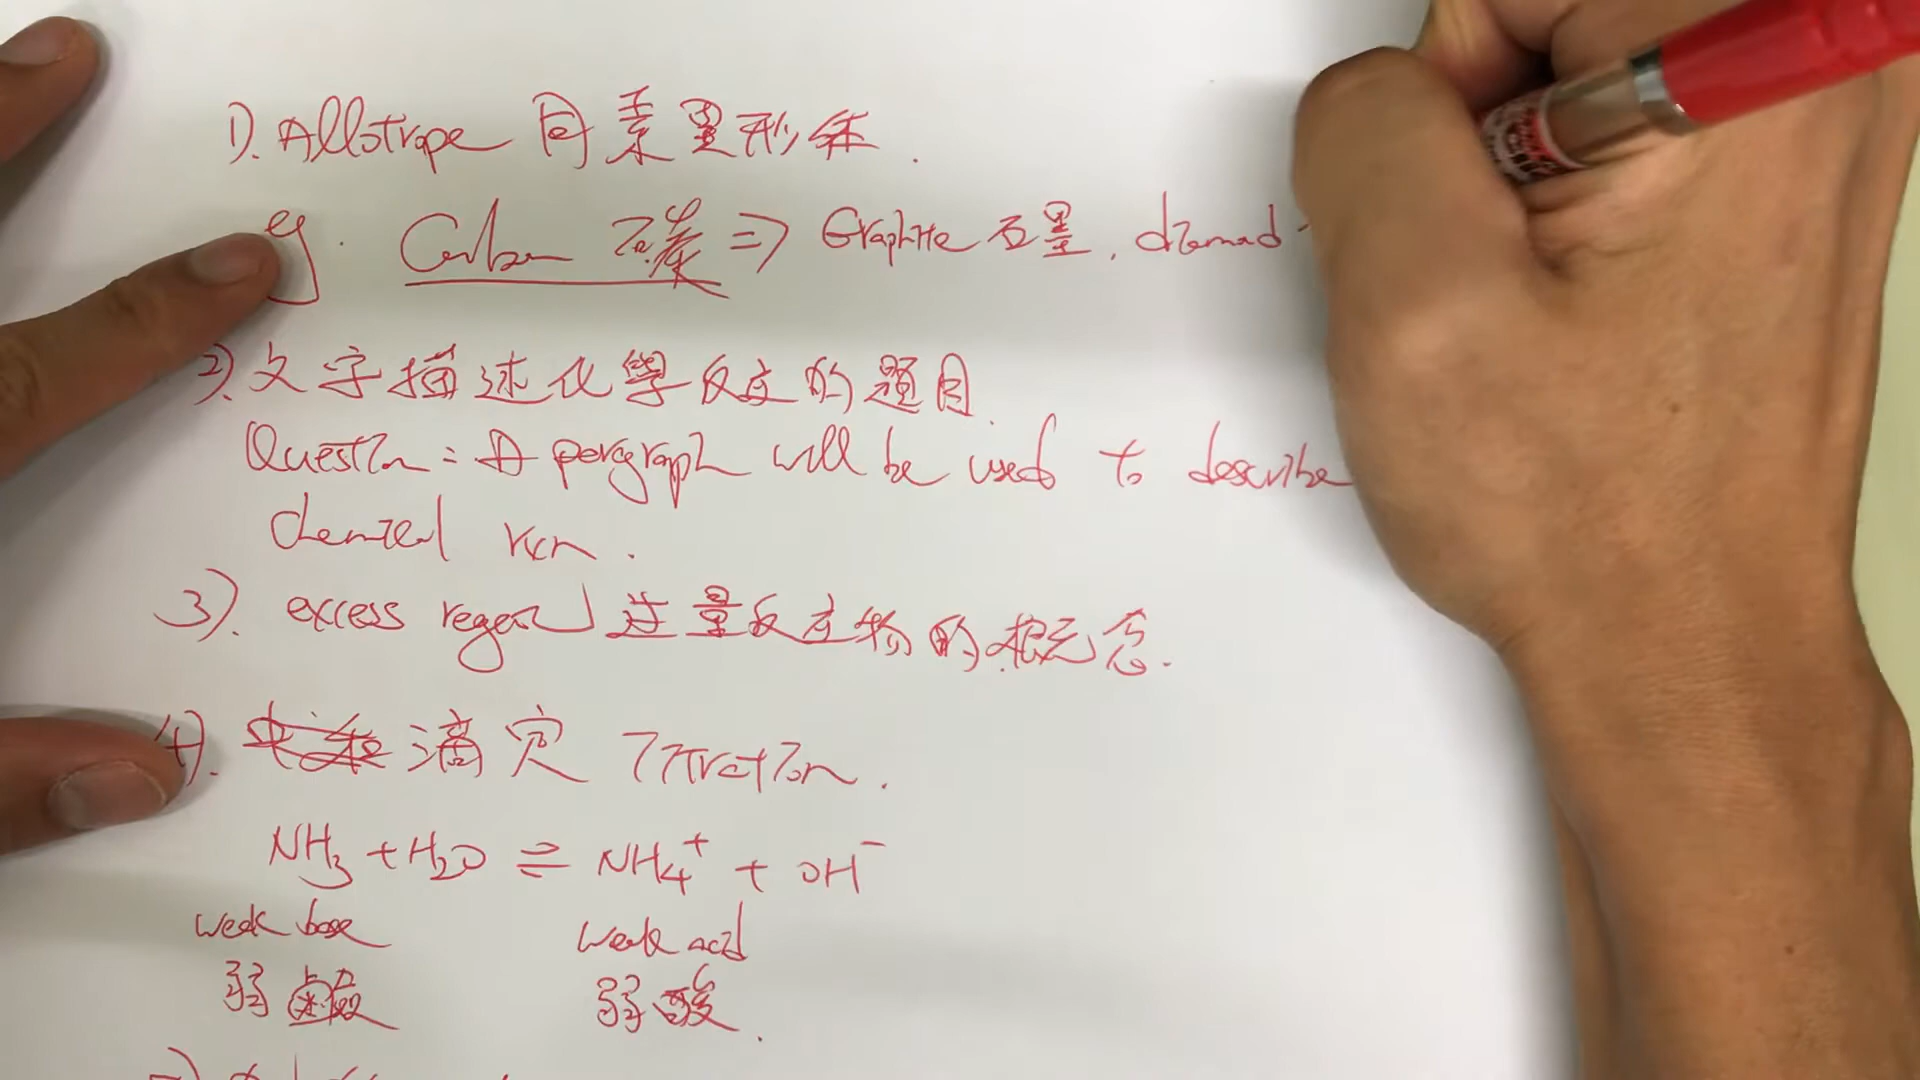 1). Allotrope 同素異形体.
eg. Carbon 碳 => Graphite 石墨, diamond
2). 文字描述化學反应的题目.
Question: A paragraph will be used to describe
chemical rxn.
3). excess regent 过量反应物的概念.
4). 滴定 Titration.
NH3 + H2O ⇌ NH4+ + OH-
weak base weak acid
弱鹼 弱酸.